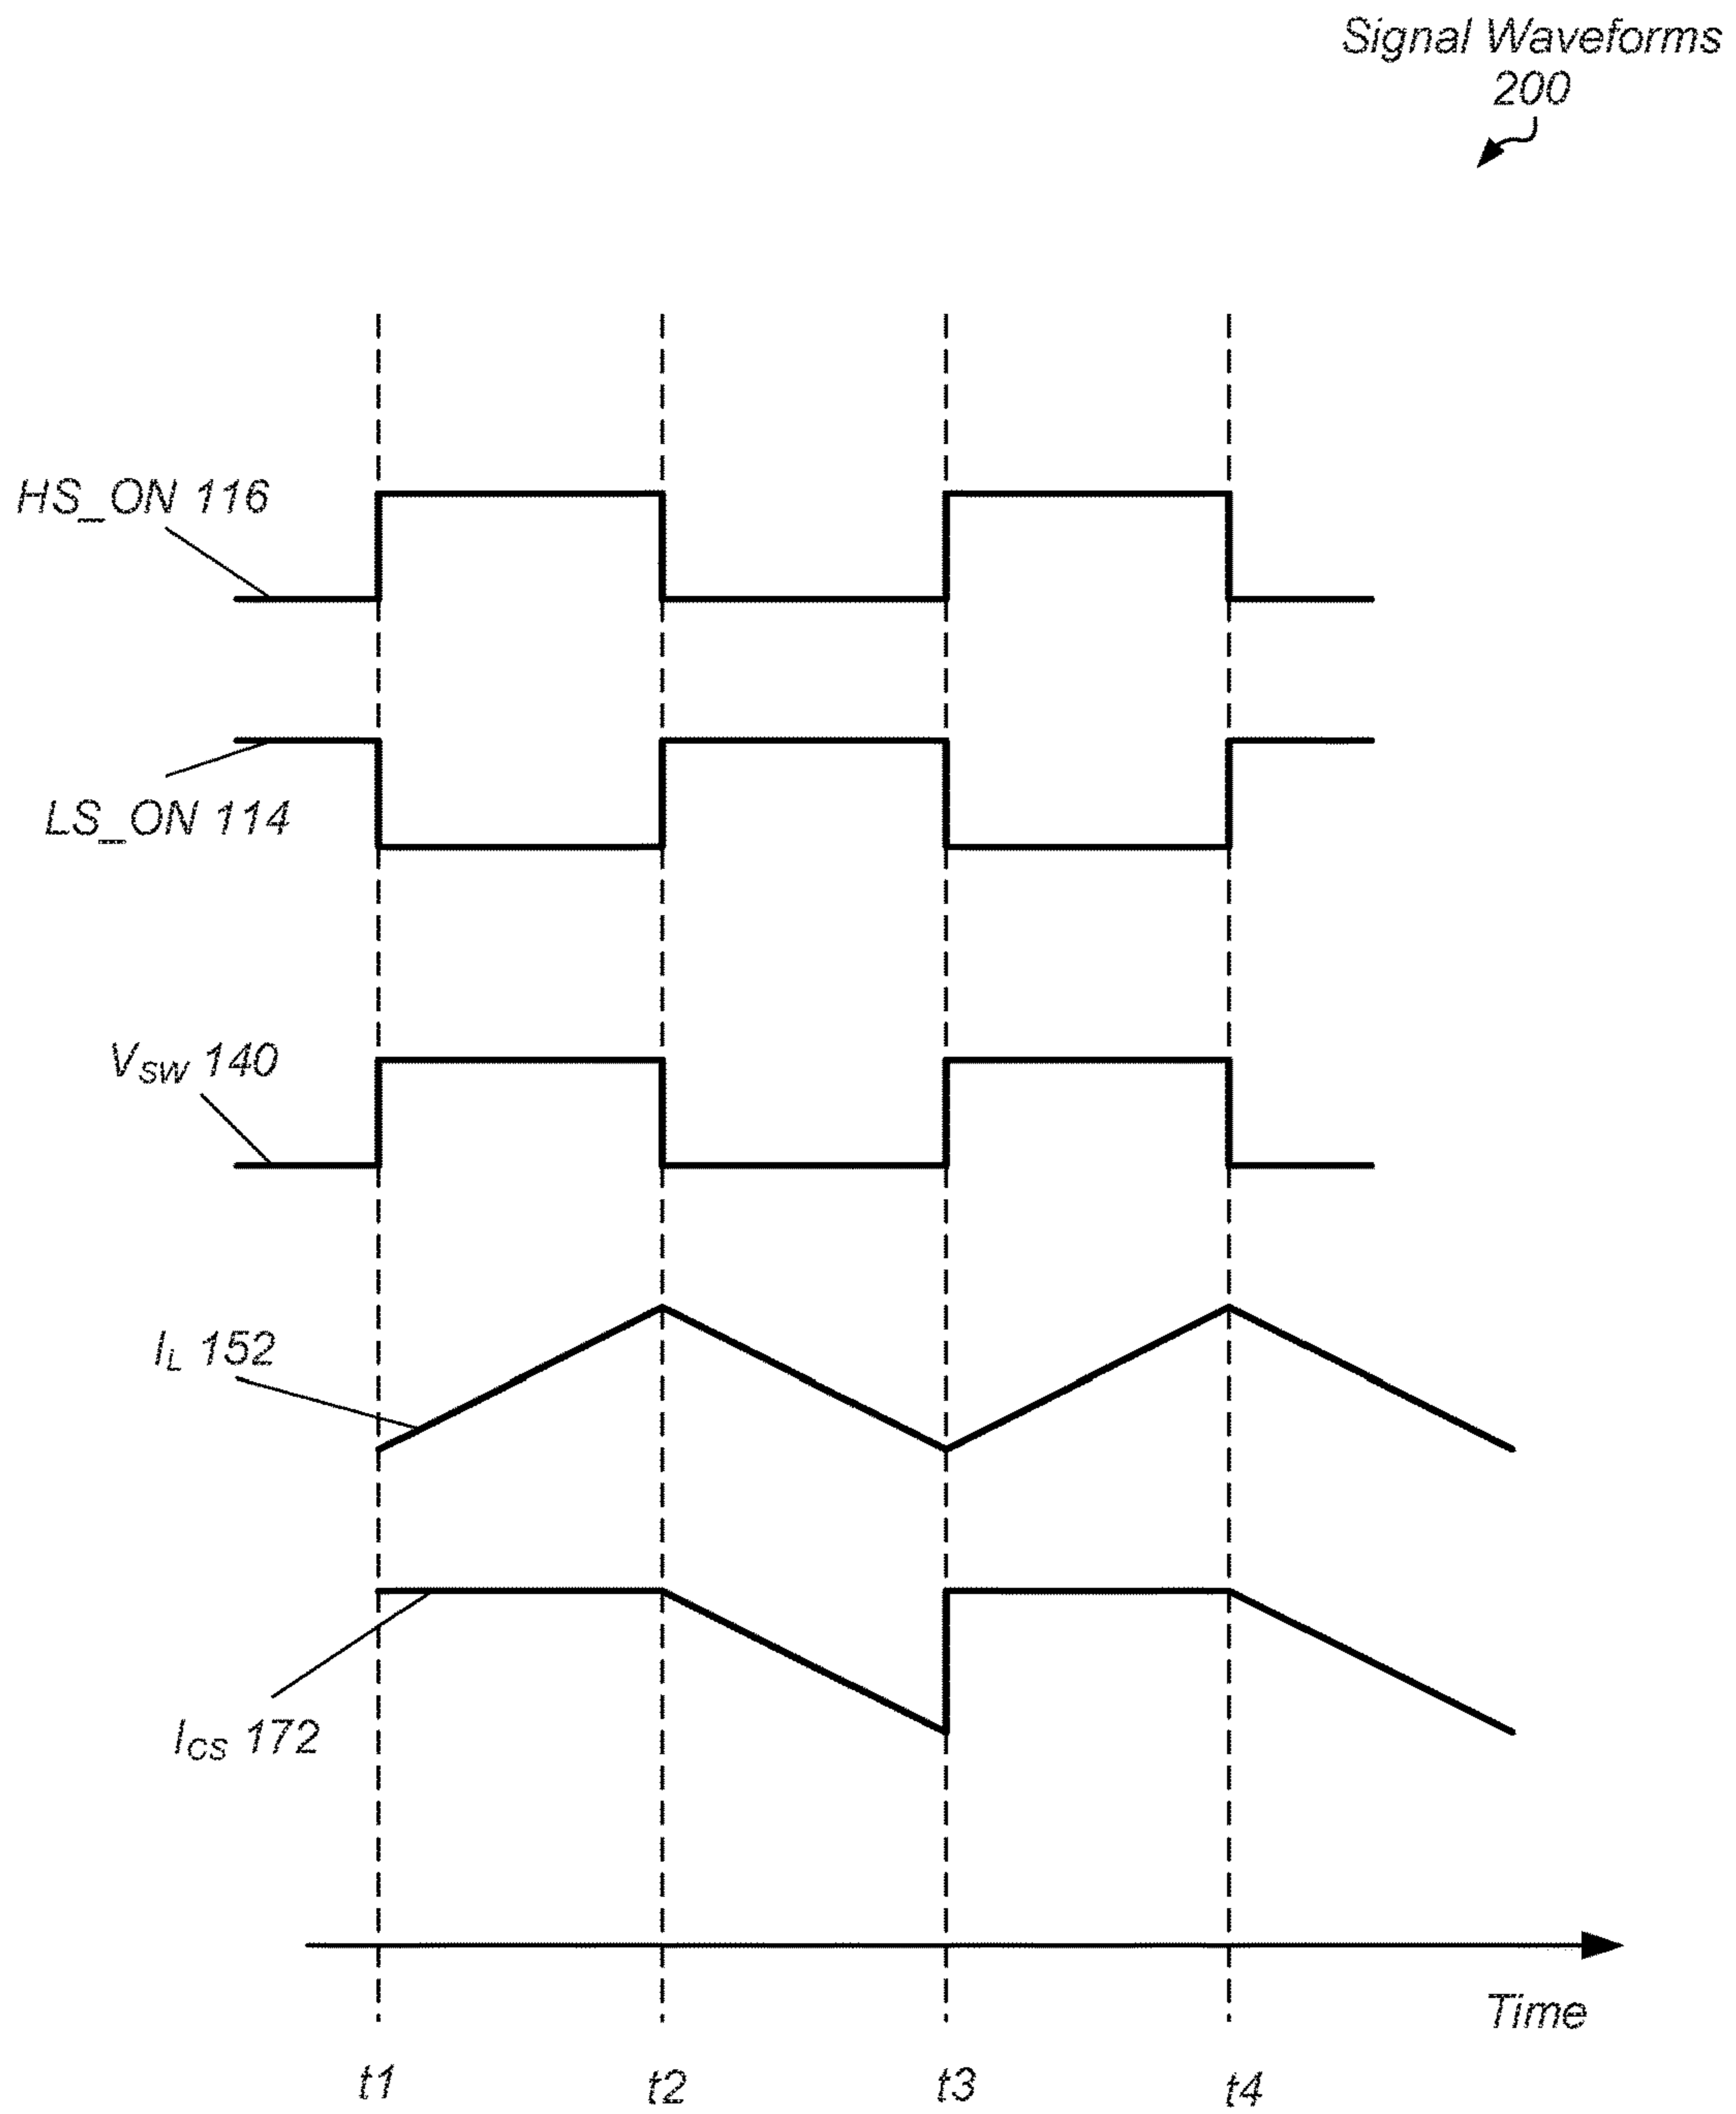 Signal Waveforms
200
HS_ON 116
LS_ON 114
VSW 140
IL 152
ICS 172
Time
t1 t2 t3 t4